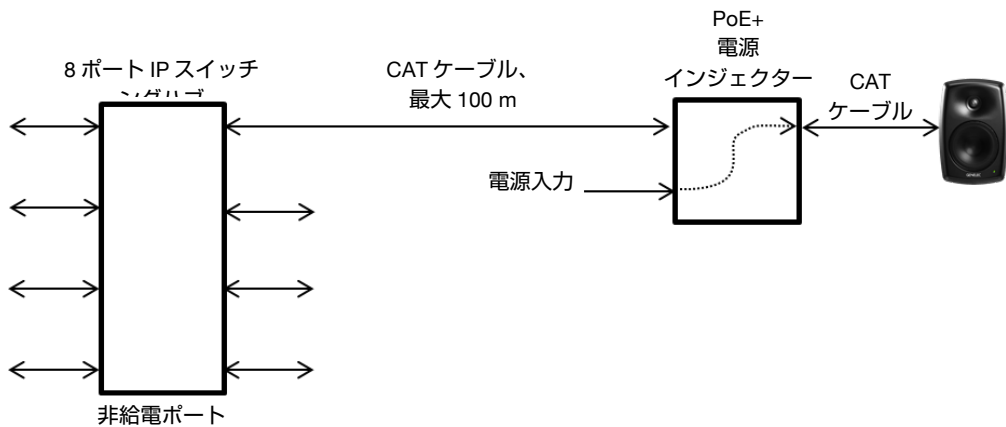 PoE+
電源
インジェクター
8 ポート IP スイッチ
CAT ケーブル、
最大 100 m
CAT
ケーブル
電源入力
非給電ポート